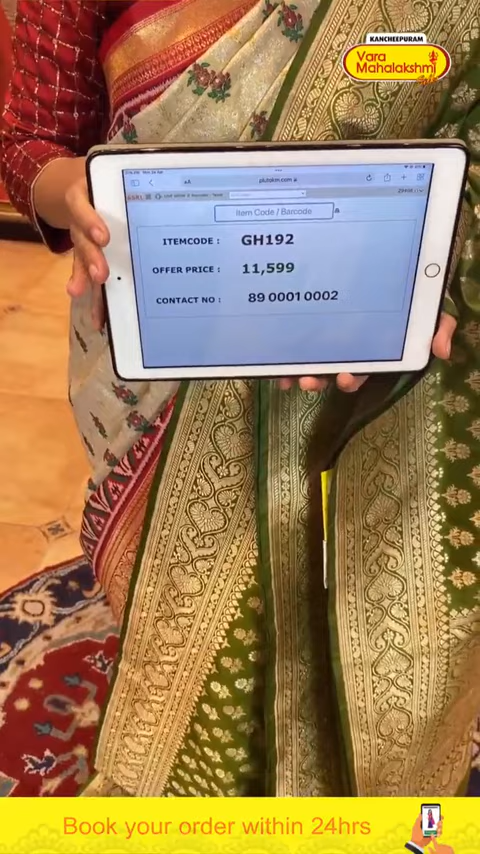 KANCHEEPURAM
Vara
Mahalakshmi
Item Code / Barcode
ITEMCODE : GH192
OFFER PRICE : 11,599
CONTACT NO : 89 0001 0002
Book your order within 24hrs